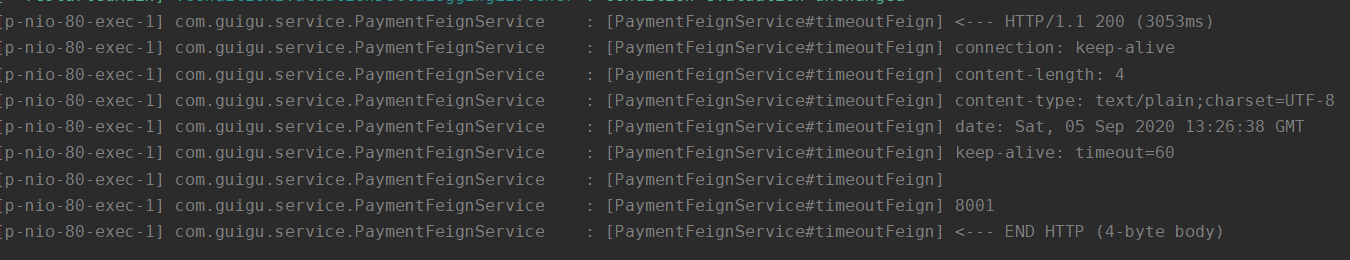 [p-nio-80-exec-1] com.guigu.service.PaymentFeignService : [PaymentFeignService#timeoutFeign] <--- HTTP/1.1 200 (3053ms)
[p-nio-80-exec-1] com.guigu.service.PaymentFeignService : [PaymentFeignService#timeoutFeign] connection: keep-alive
[p-nio-80-exec-1] com.guigu.service.PaymentFeignService : [PaymentFeignService#timeoutFeign] content-length: 4
[p-nio-80-exec-1] com.guigu.service.PaymentFeignService : [PaymentFeignService#timeoutFeign] content-type: text/plain;charset=UTF-8
[p-nio-80-exec-1] com.guigu.service.PaymentFeignService : [PaymentFeignService#timeoutFeign] date: Sat, 05 Sep 2020 13:26:38 GMT
[p-nio-80-exec-1] com.guigu.service.PaymentFeignService : [PaymentFeignService#timeoutFeign] keep-alive: timeout=60
[p-nio-80-exec-1] com.guigu.service.PaymentFeignService : [PaymentFeignService#timeoutFeign]
[p-nio-80-exec-1] com.guigu.service.PaymentFeignService : [PaymentFeignService#timeoutFeign] 8001
[p-nio-80-exec-1] com.guigu.service.PaymentFeignService : [PaymentFeignService#timeoutFeign] <--- END HTTP (4-byte body)